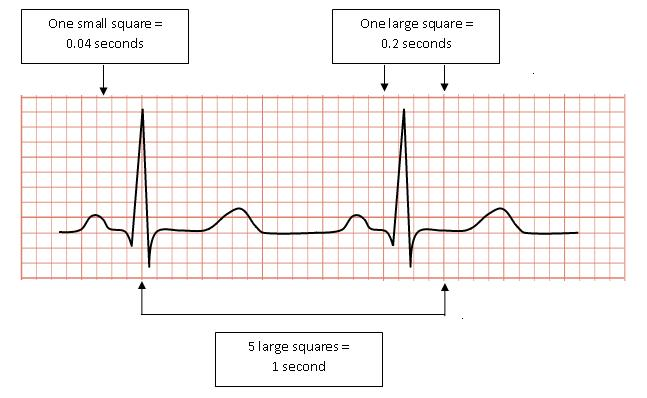 One small square =
0.04 seconds
One large square =
0.2 seconds
5 large squares =
1 second